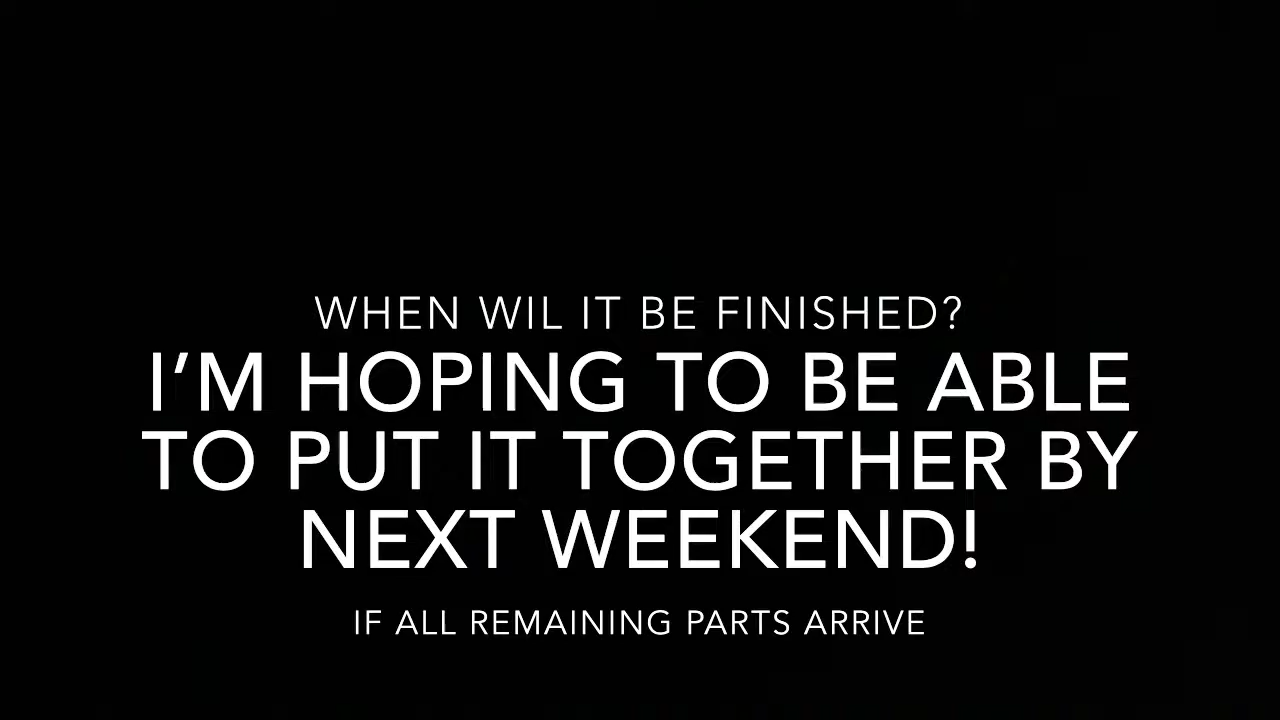 WHEN WIL IT BE FINISHED?
I’M HOPING TO BE ABLE
TO PUT IT TOGETHER BY
NEXT WEEKEND!
IF ALL REMAINING PARTS ARRIVE